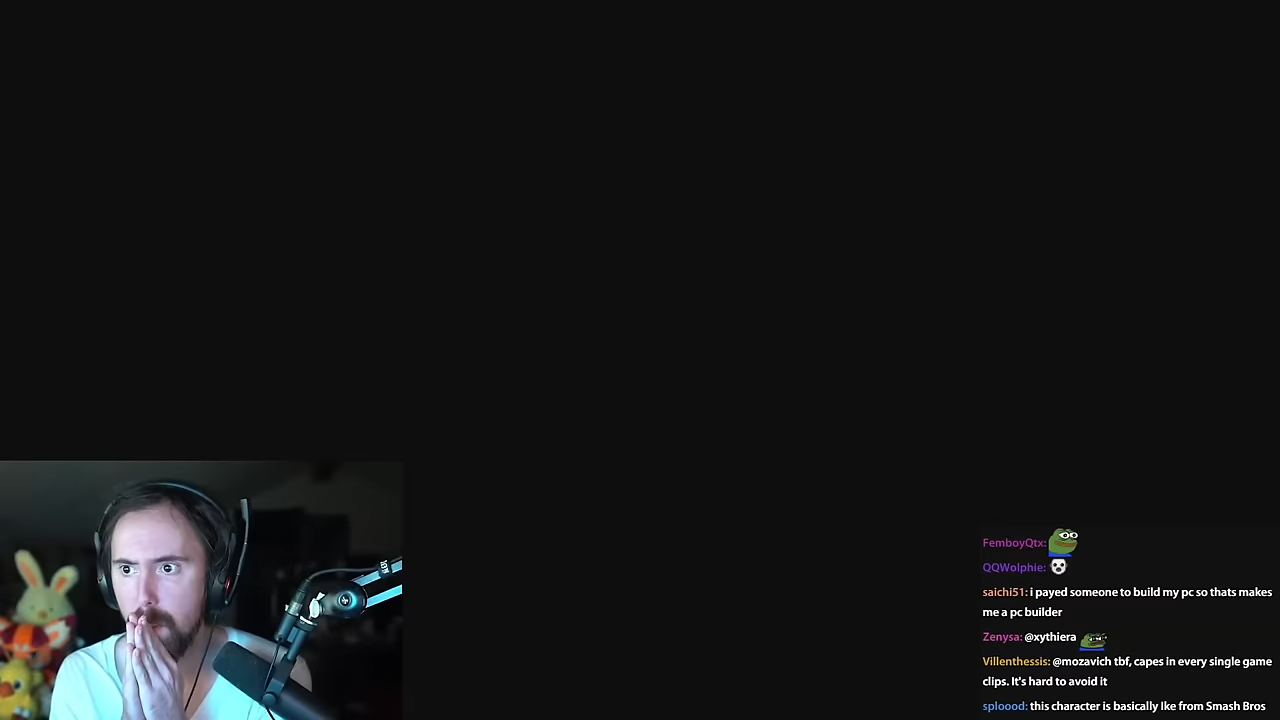 FemboyQtx:
QQWolphie:
saichi51: i payed someone to build my pc so thats makes
me a pc builder
Zenysa: @xythiera
Villenthessis: @mozavich tbf, capes in every single game
clips. It's hard to avoid it
sploood: this character is basically Ike from Smash Bros